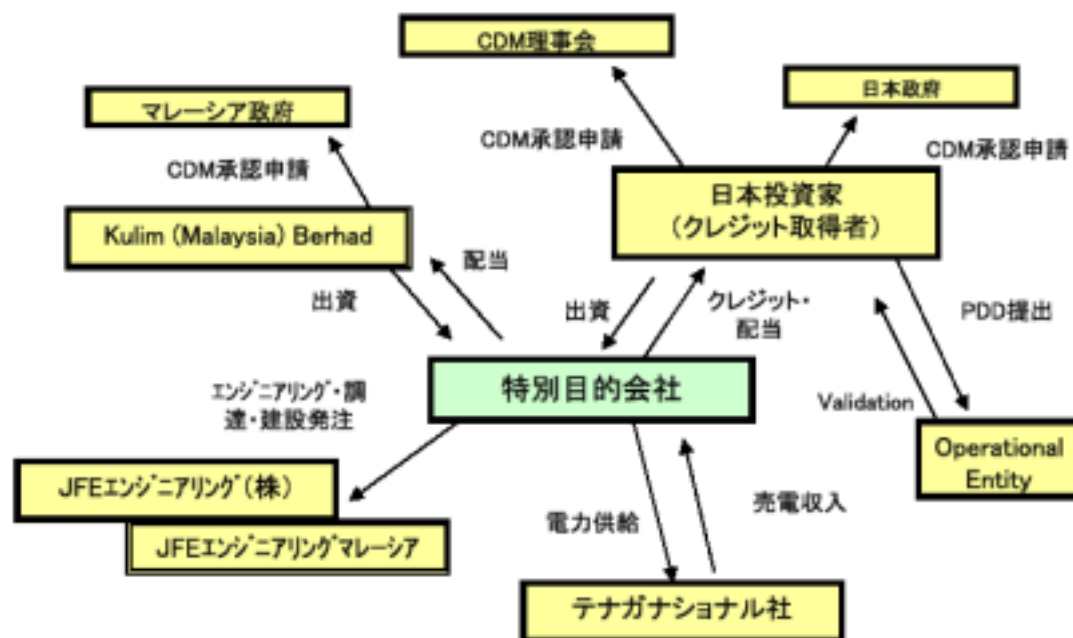 CDM理事会
日本政府
マレーシア政府
CDM承認申請
CDM承認申請
CDM承認申請
日本投資家
(クレジット取得者)
Kulim (Malaysia) Berhad
配当
出資
出資
クレジット・
配当
PDD提出
特別目的会社
エンジニアリング・調
達・建設発注
Validation
Operational
Entity
JFEエンジニアリング(株)
JFEエンジニアリングマレーシア
電力供給
売電収入
テナガナショナル社